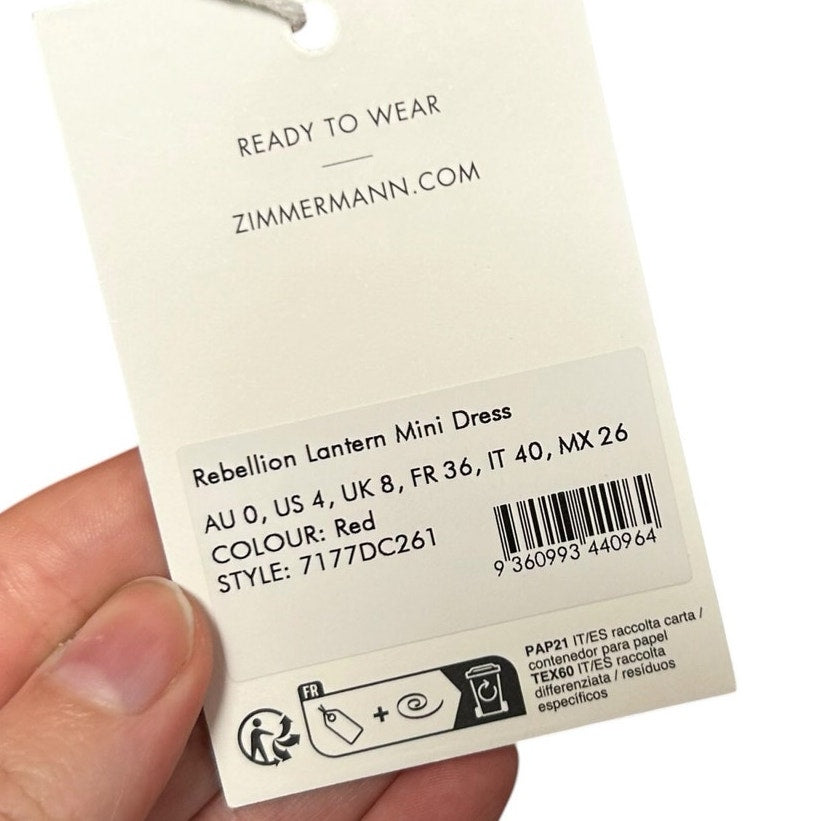 READY TO WEAR
ZIMMERMANN.COM
Rebellion Lantern Mini Dress
AU 0, US 4, UK 8, FR 36, IT 40, MX 26
COLOUR: Red
STYLE: 7177DC261
9 360993 440964
FR
PAP21 IT/ES raccolta carta /
contenedor para papel
TEX60 IT/ES raccolta
differenziata / residuos
específicos